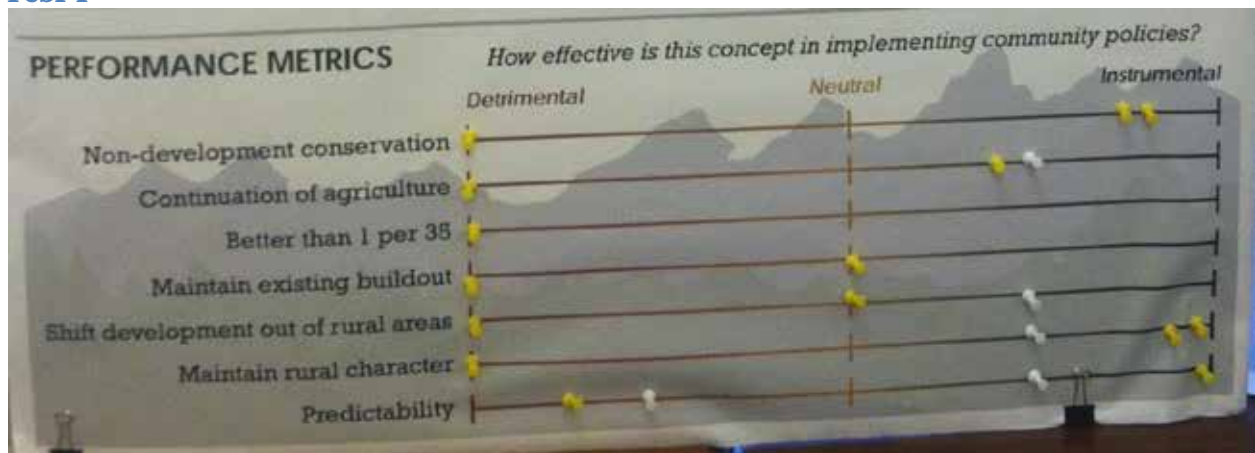 PERFORMANCE METRICS
How effective is this concept in implementing community policies?
Detrimental
Neutral
Instrumental
Non-development conservation
Continuation of agriculture
Better than 1 per 35
Maintain existing buildout
Shift development out of rural areas
Maintain rural character
Predictability